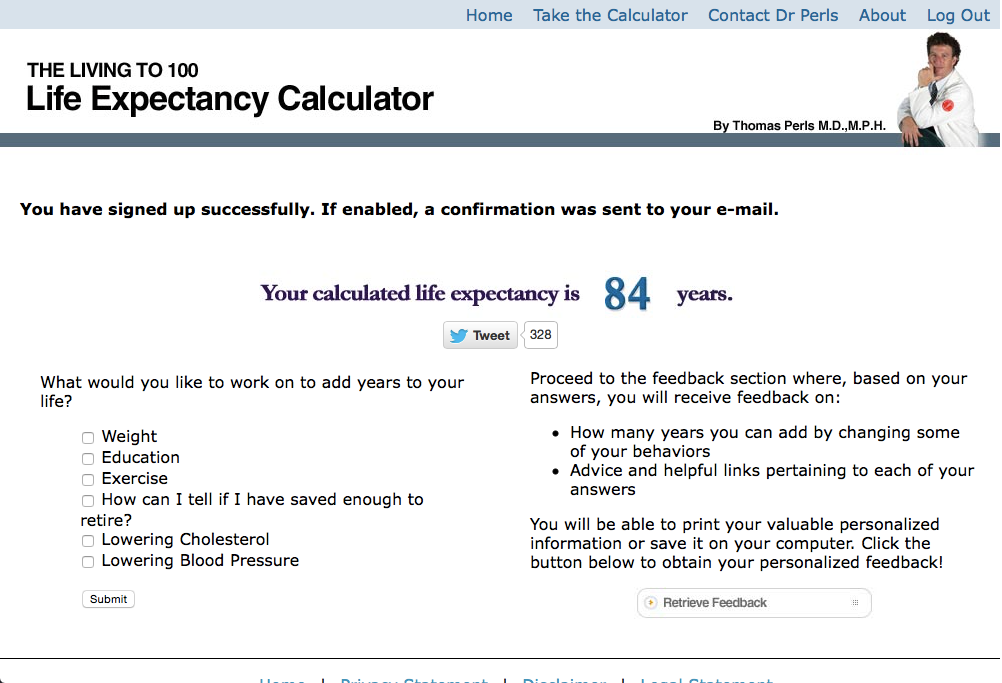 Home Take the Calculator Contact Dr Perls About Log Out
THE LIVING TO 100
Life Expectancy Calculator
By Thomas Perls M.D.,M.P.H.
You have signed up successfully. If enabled, a confirmation was sent to your e-mail.
Your calculated life expectancy is 84 years.
Tweet 328
What would you like to work on to add years to your
life?
Weight
Education
Exercise
How can I tell if I have saved enough to
retire?
Lowering Cholesterol
Lowering Blood Pressure
Submit
Proceed to the feedback section where, based on your
answers, you will receive feedback on:
• How many years you can add by changing some
of your behaviors
• Advice and helpful links pertaining to each of your
answers
You will be able to print your valuable personalized
information or save it on your computer. Click the
button below to obtain your personalized feedback!
Retrieve Feedback
Home | Privacy Statement | Disclaimer | Legal Statement